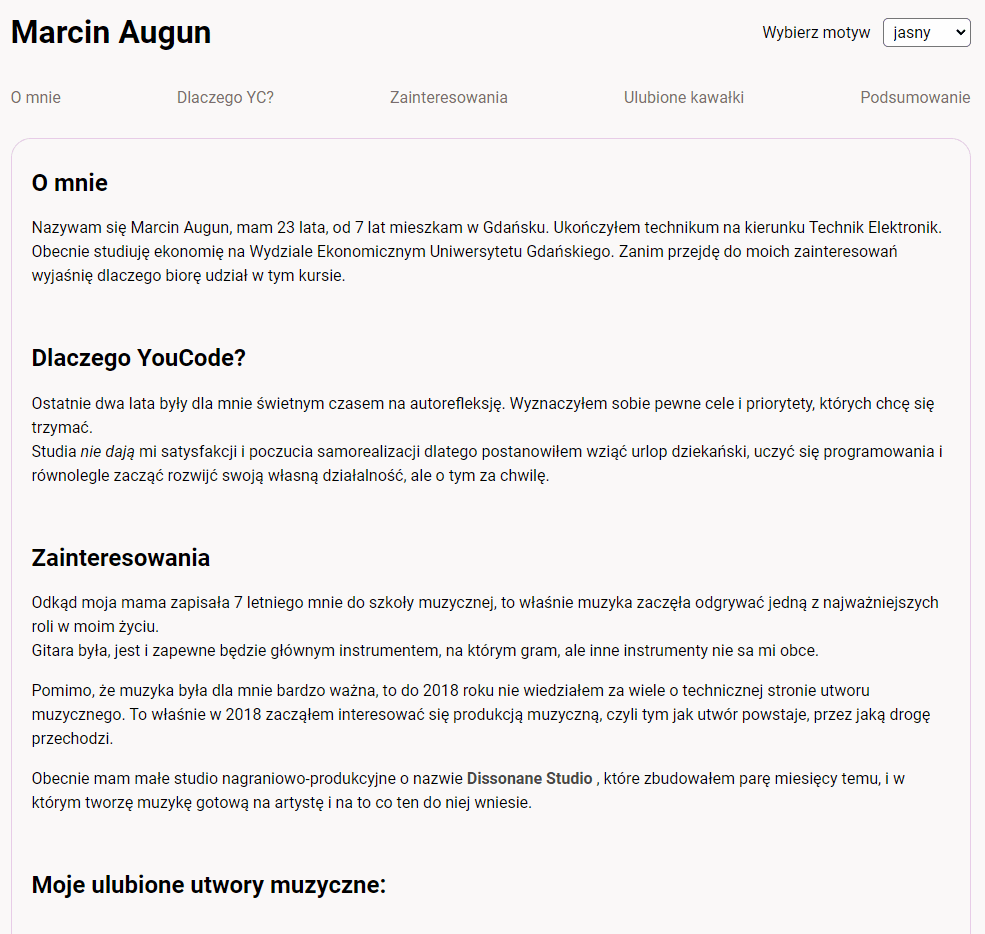 Marcin Augun
Wybierz motyw jasny
O mnie Dlaczego YC? Zainteresowania Ulubione kawałki Podsumowanie
O mnie
Nazywam się Marcin Augun, mam 23 lata, od 7 lat mieszkam w Gdańsku. Ukończyłem technikum na kierunku Technik Elektronik.
Obecnie studiuję ekonomię na Wydziale Ekonomicznym Uniwersytetu Gdańskiego. Zanim przejdę do moich zainteresowań
wyjaśnię dlaczego biorę udział w tym kursie.
Dlaczego YouCode?
Ostatnie dwa lata były dla mnie świetnym czasem na autorefleksję. Wyznaczyłem sobie pewne cele i priorytety, których chcę się
trzymać.
Studia nie dają mi satysfakcji i poczucia samorealizacji dlatego postanowiłem wziąć urlop dziekański, uczyć się programowania i
równolegle zacząć rozwijć swoją własną działalność, ale o tym za chwilę.
Zainteresowania
Odkąd moja mama zapisała 7 letniego mnie do szkoły muzycznej, to właśnie muzyka zaczęła odgrywać jedną z najważniejszych
roli w moim życiu.
Gitara była, jest i zapewne będzie głównym instrumentem, na którym gram, ale inne instrumenty nie sa mi obce.
Pomimo, że muzyka była dla mnie bardzo ważna, to do 2018 roku nie wiedziałem za wiele o technicznej stronie utworu
muzycznego. To właśnie w 2018 zacząłem interesować się produkcją muzyczną, czyli tym jak utwór powstaje, przez jaką drogę
przechodzi.
Obecnie mam małe studio nagraniowo-produkcyjne o nazwie Dissonane Studio , które zbudowałem parę miesięcy temu, i w
którym tworzę muzykę gotową na artystę i na to co ten do niej wniesie.
Moje ulubione utwory muzyczne: